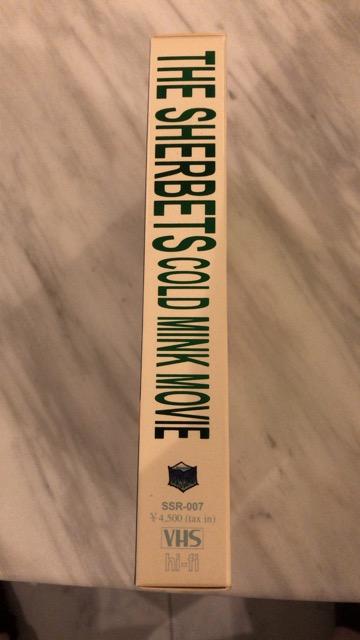 THE SHERBETS COLD MINK MOVIE
SSR-007
￥4,500 (tax in)
VHS
hi-fi